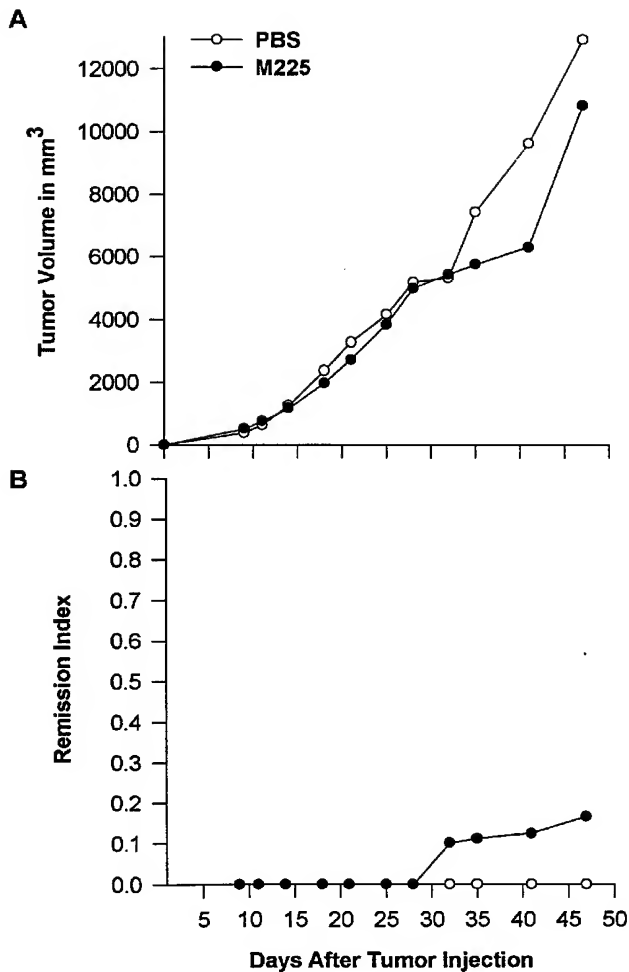 A
PBS
M225
12000
10000
8000
6000
4000
2000
0
Tumor Volume in mm³
B
1.0
0.9
0.8
0.7
0.6
0.5
0.4
0.3
0.2
0.1
0.0
Remission Index
5 10 15 20 25 30 35 40 45 50
Days After Tumor Injection